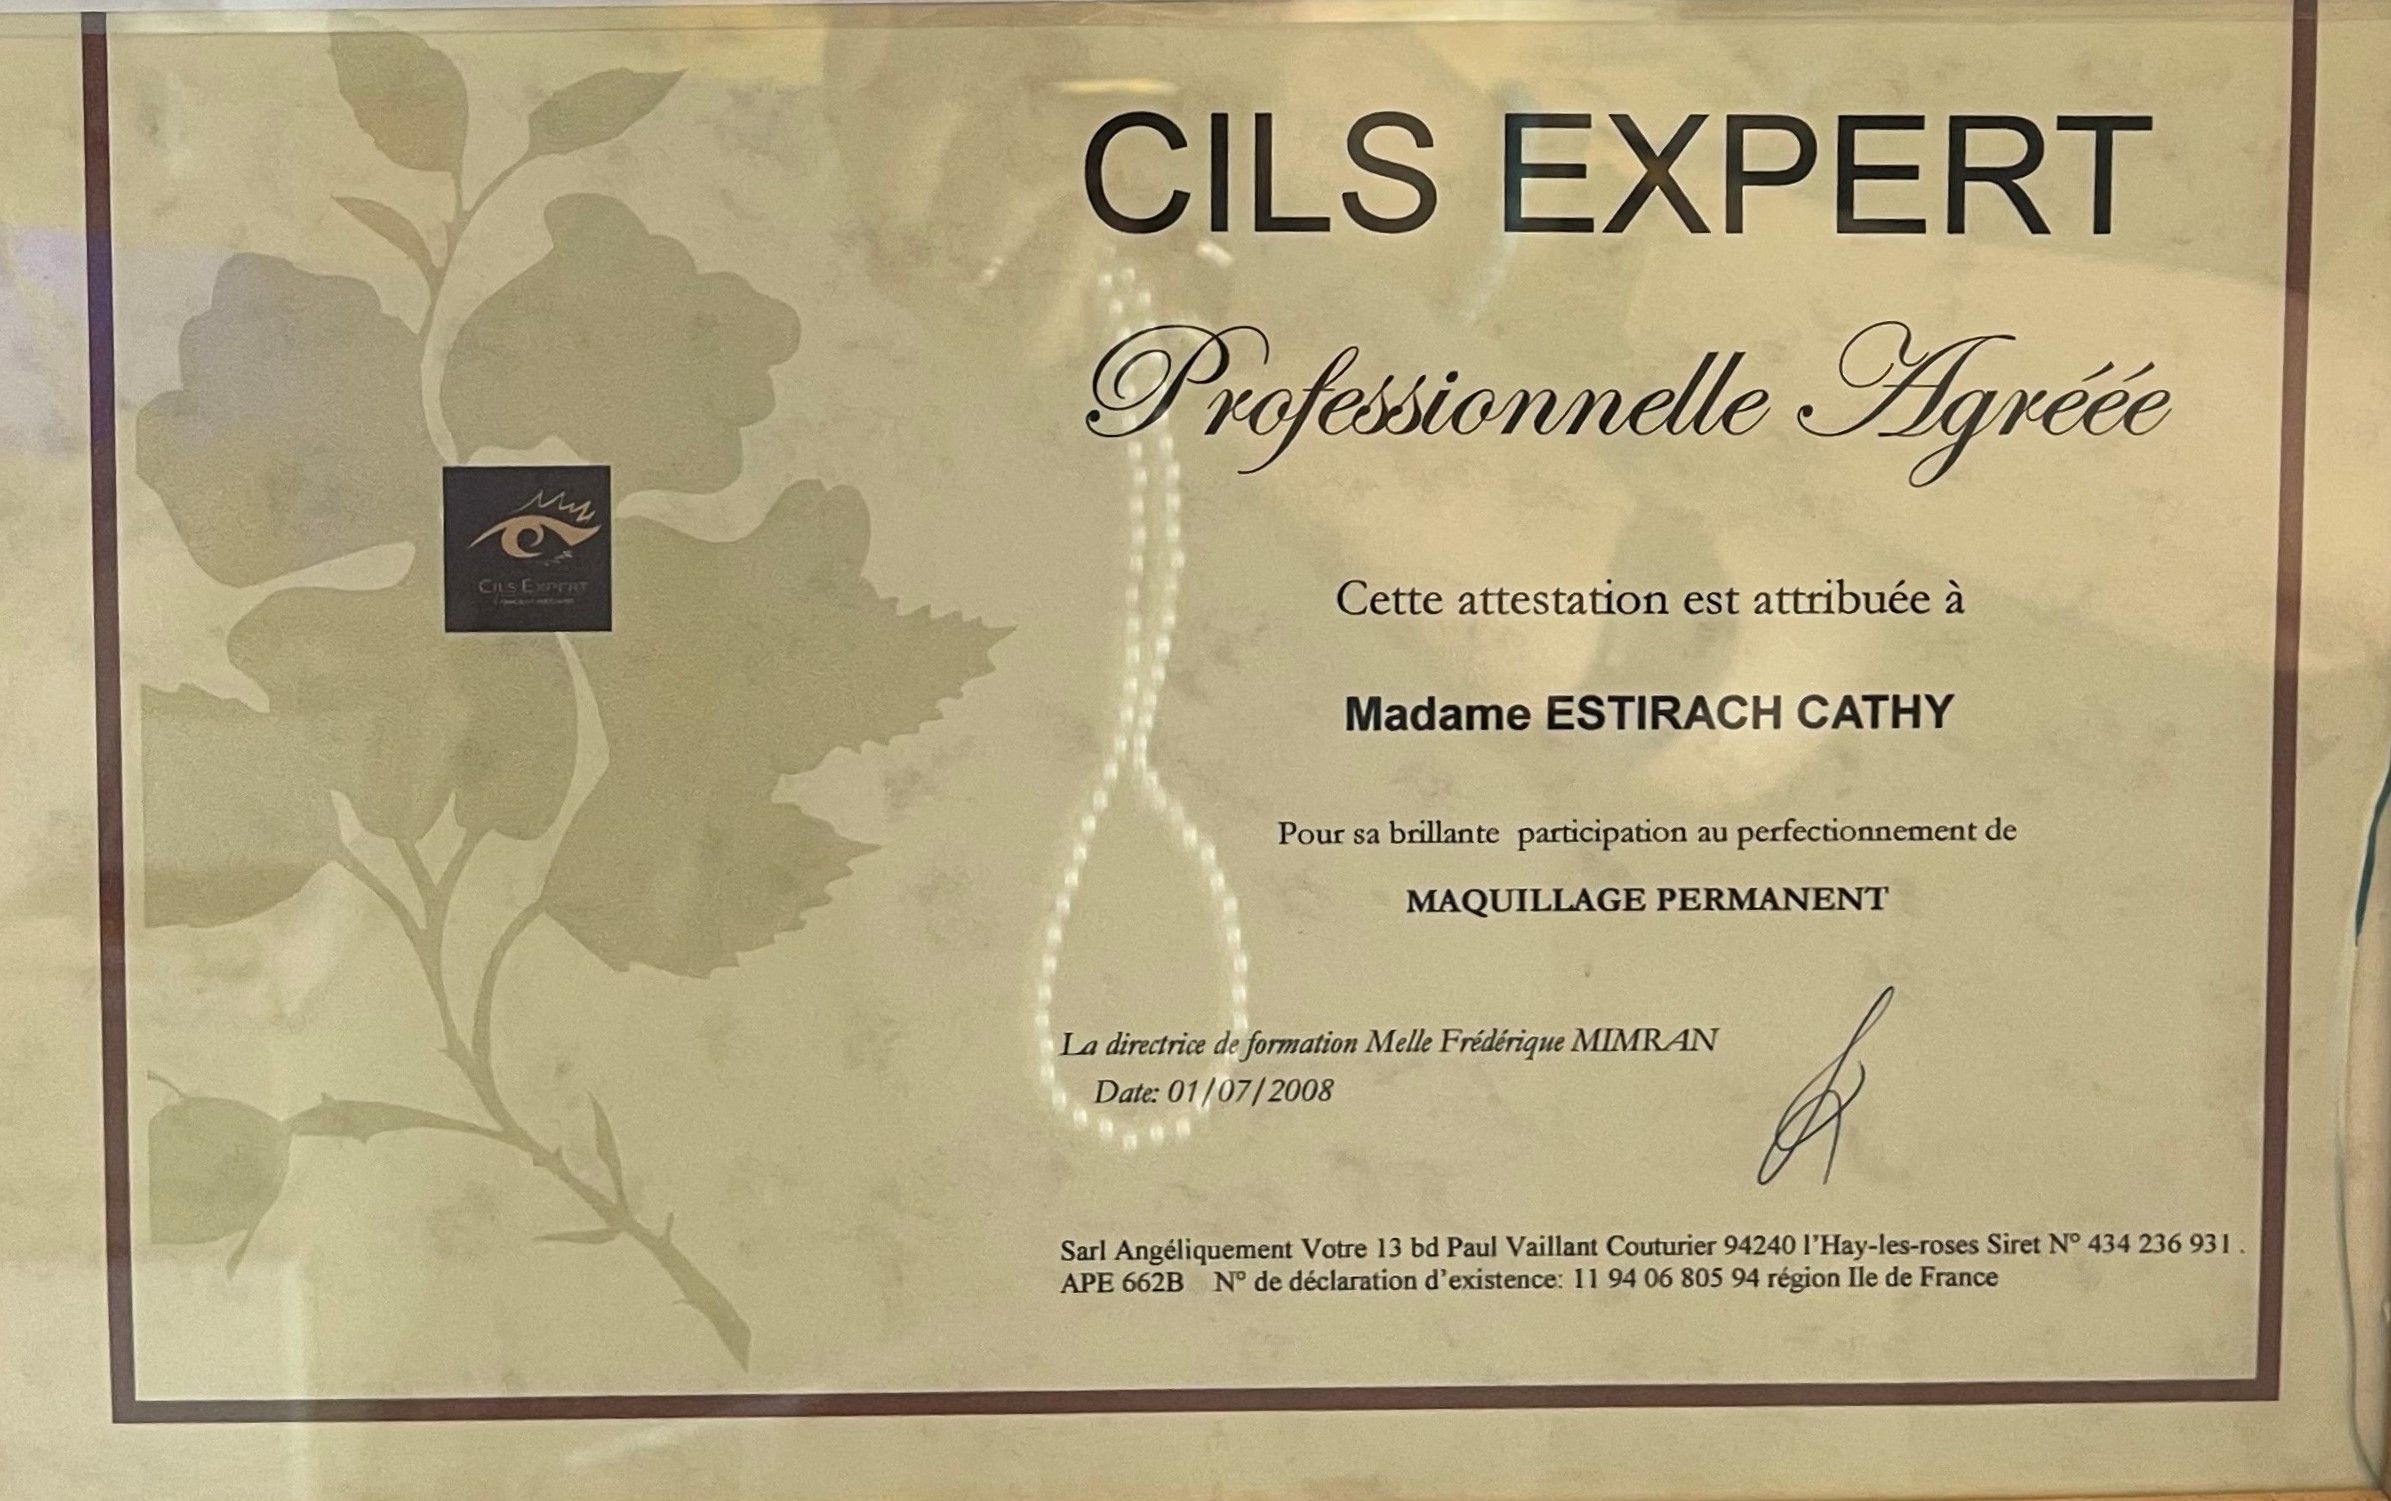 CILS EXPERT
Professionnelle Agréée
CILS EXPERT
Cette attestation est attribuée à
Madame ESTIRACH CATHY
Pour sa brillante participation au perfectionnement de
MAQUILLAGE PERMANENT
La directrice de formation Melle Frédérique MIMRAN
Date: 01/07/2008
Sarl Angéliquement Votre 13 bd Paul Vaillant Couturier 94240 l'Hay-les-roses Siret N° 434 236 931 .
APE 662B N° de déclaration d'existence: 11 94 06 805 94 région Ile de France